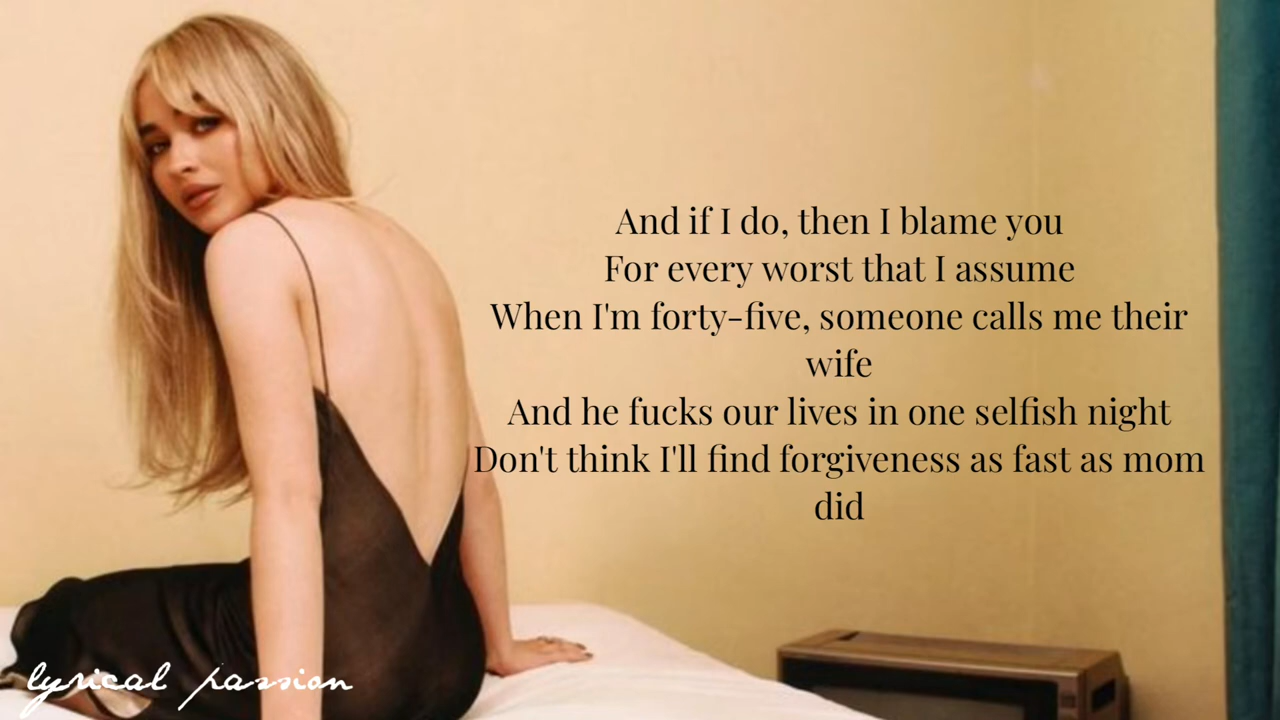 And if I do, then I blame you
For every worst that I assume
When I'm forty-five, someone calls me their
wife
And he fucks our lives in one selfish night
Don't think I'll find forgiveness as fast as mom
did
lyrical passion